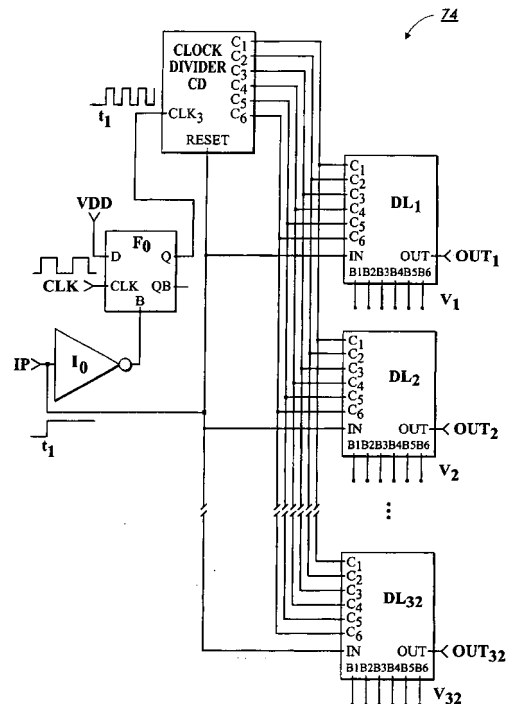 74
CLOCK
DIVIDER
CD
C1
C2
C3
C4
C5
C6
CLK3
RESET
t1
VDD
F0
D
Q
CLK
CLK
QB
B
IP
I0
t1
C1
C2
C3
C4
C5
C6
DL1
IN
OUT
OUT1
B1B2B3B4B5B6
V1
C1
C2
C3
C4
C5
C6
DL2
IN
OUT
OUT2
B1B2B3B4B5B6
V2
C1
C2
C3
C4
C5
C6
DL32
IN
OUT
OUT32
B1B2B3B4B5B6
V32